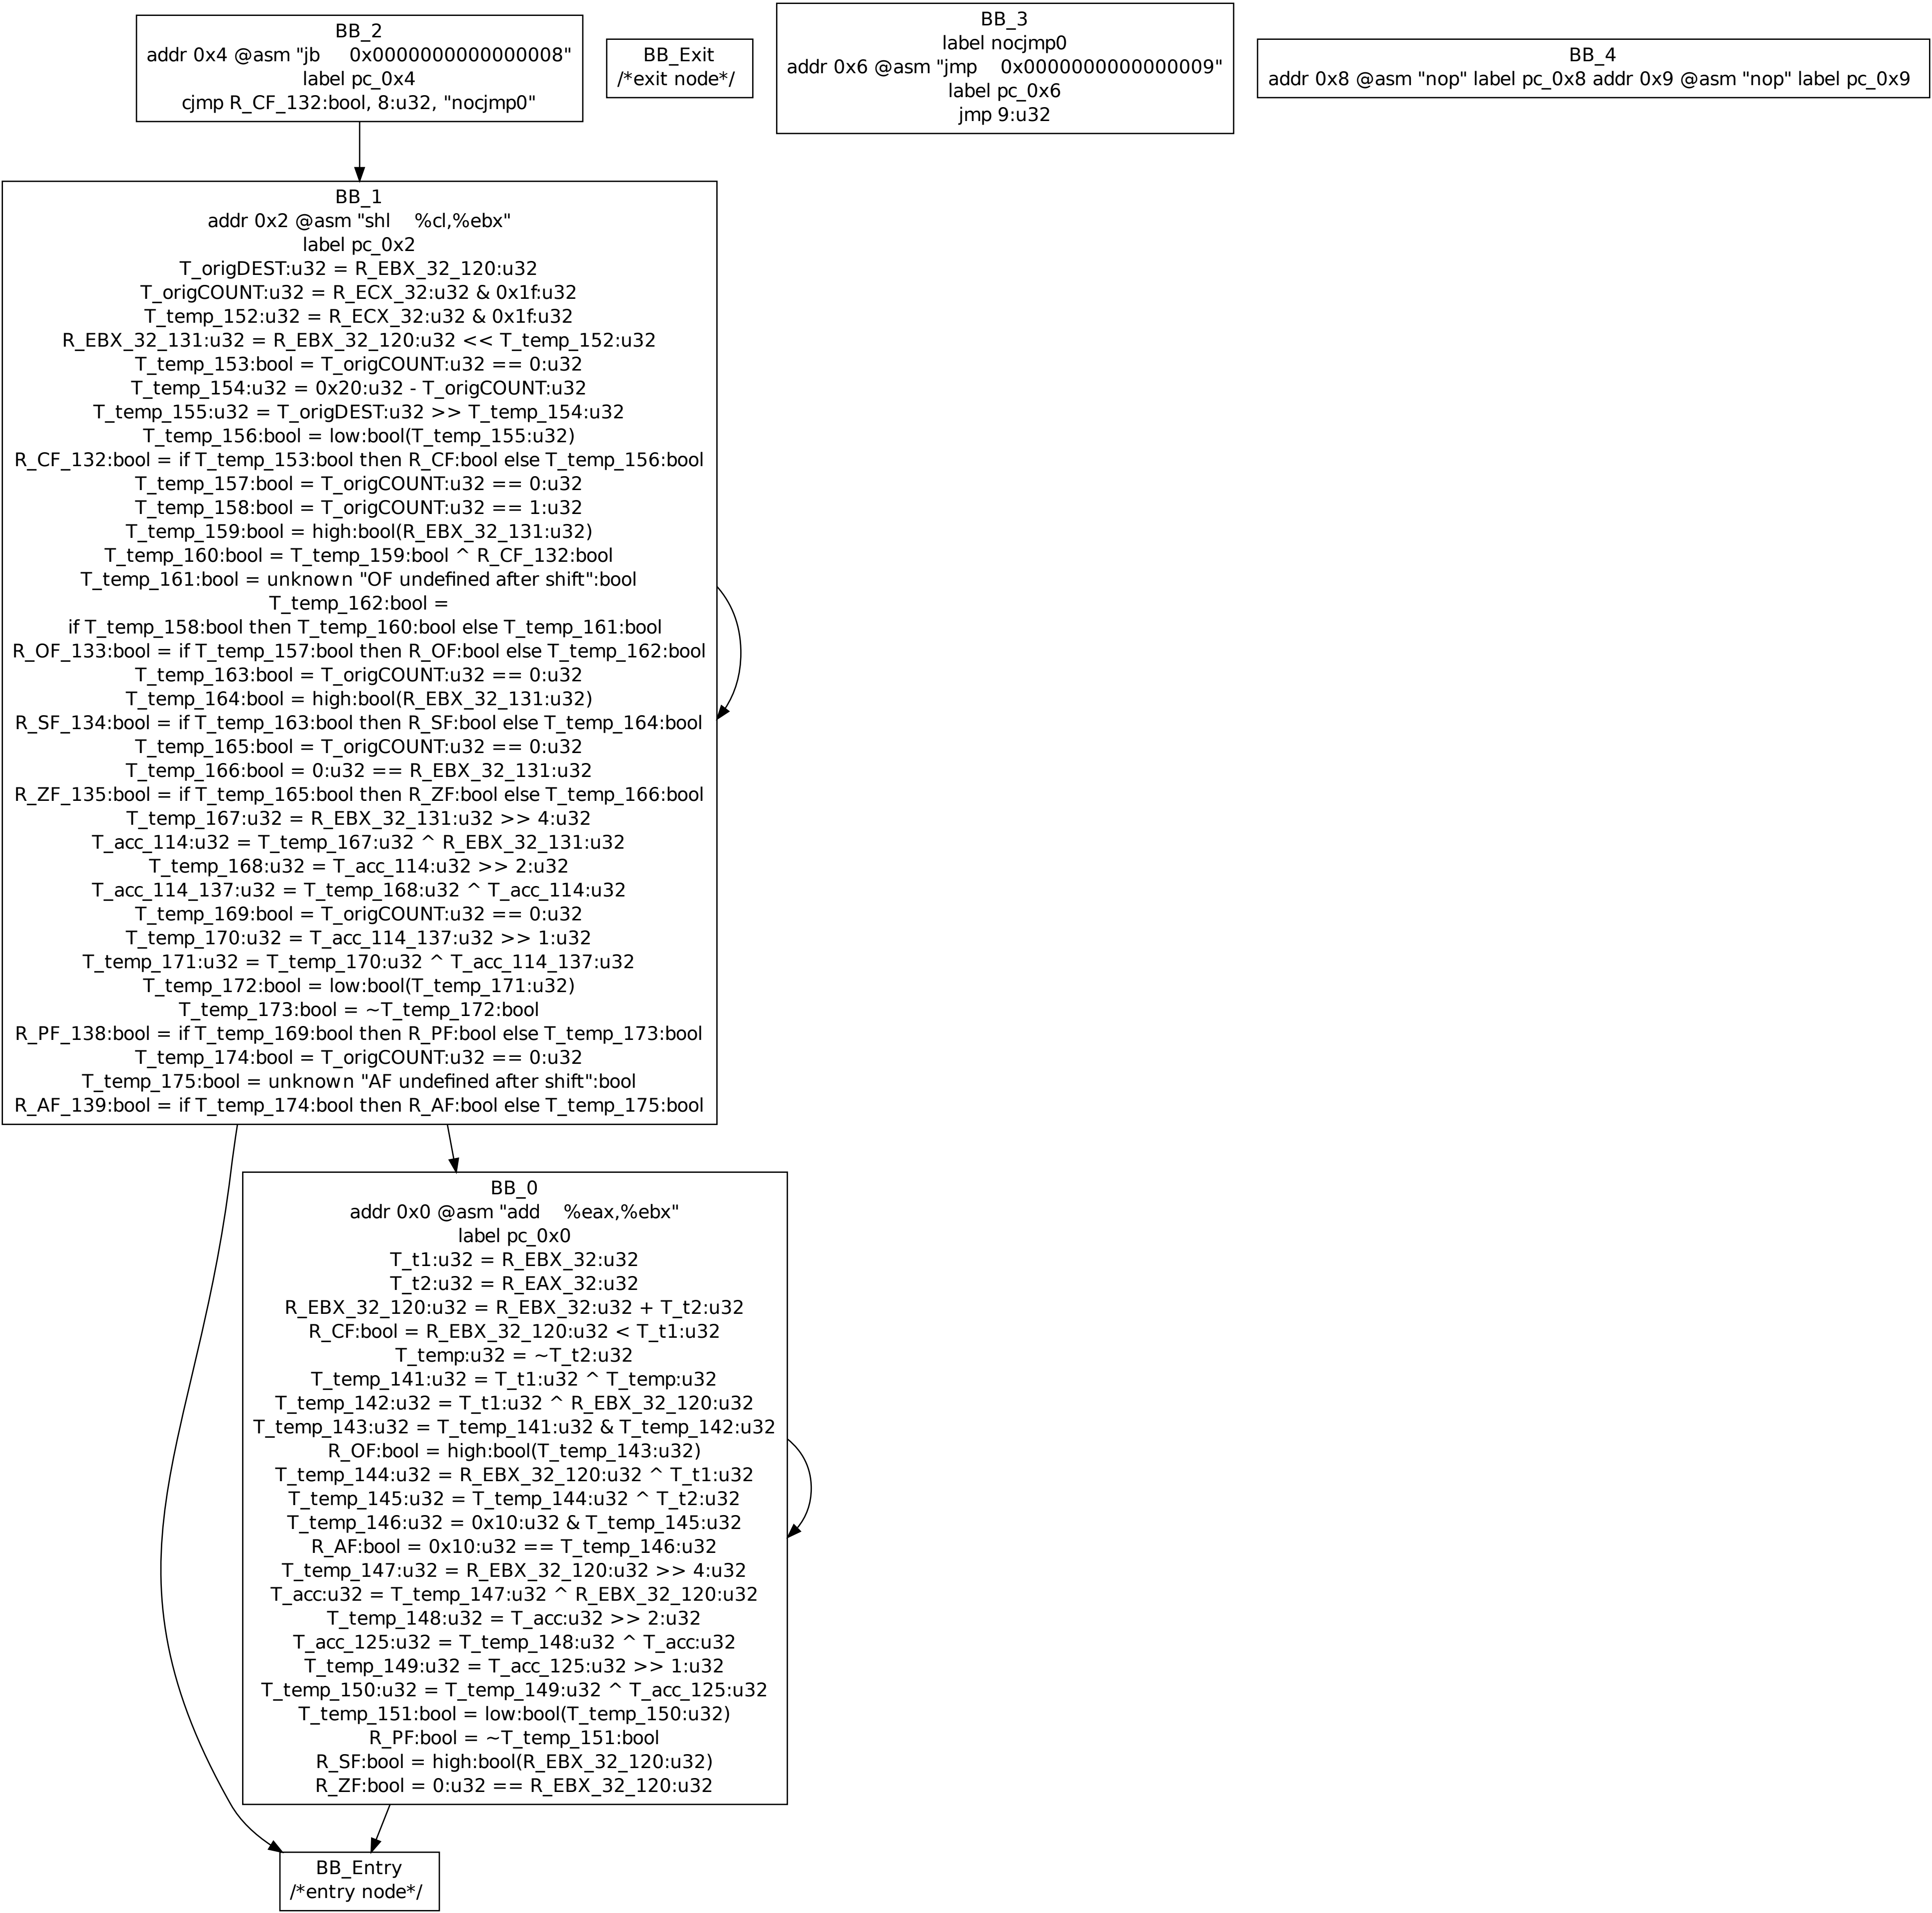 BB_2
addr 0x4 @asm "jb     0x0000000000000008"
label pc_0x4
cjmp R_CF_132:bool, 8:u32, "nocjmp0"
BB_Exit
/*exit node*/
BB_3
label nocjmp0
addr 0x6 @asm "jmp    0x0000000000000009"
label pc_0x6
jmp 9:u32
BB_4
addr 0x8 @asm "nop" label pc_0x8 addr 0x9 @asm "nop" label pc_0x9
BB_1
addr 0x2 @asm "shl    %cl,%ebx"
label pc_0x2
T_origDEST:u32 = R_EBX_32_120:u32
T_origCOUNT:u32 = R_ECX_32:u32 & 0x1f:u32
T_temp_152:u32 = R_ECX_32:u32 & 0x1f:u32
R_EBX_32_131:u32 = R_EBX_32_120:u32 << T_temp_152:u32
T_temp_153:bool = T_origCOUNT:u32 == 0:u32
T_temp_154:u32 = 0x20:u32 - T_origCOUNT:u32
T_temp_155:u32 = T_origDEST:u32 >> T_temp_154:u32
T_temp_156:bool = low:bool(T_temp_155:u32)
R_CF_132:bool = if T_temp_153:bool then R_CF:bool else T_temp_156:bool
T_temp_157:bool = T_origCOUNT:u32 == 0:u32
T_temp_158:bool = T_origCOUNT:u32 == 1:u32
T_temp_159:bool = high:bool(R_EBX_32_131:u32)
T_temp_160:bool = T_temp_159:bool ^ R_CF_132:bool
T_temp_161:bool = unknown "OF undefined after shift":bool
T_temp_162:bool =
if T_temp_158:bool then T_temp_160:bool else T_temp_161:bool
R_OF_133:bool = if T_temp_157:bool then R_OF:bool else T_temp_162:bool
T_temp_163:bool = T_origCOUNT:u32 == 0:u32
T_temp_164:bool = high:bool(R_EBX_32_131:u32)
R_SF_134:bool = if T_temp_163:bool then R_SF:bool else T_temp_164:bool
T_temp_165:bool = T_origCOUNT:u32 == 0:u32
T_temp_166:bool = 0:u32 == R_EBX_32_131:u32
R_ZF_135:bool = if T_temp_165:bool then R_ZF:bool else T_temp_166:bool
T_temp_167:u32 = R_EBX_32_131:u32 >> 4:u32
T_acc_114:u32 = T_temp_167:u32 ^ R_EBX_32_131:u32
T_temp_168:u32 = T_acc_114:u32 >> 2:u32
T_acc_114_137:u32 = T_temp_168:u32 ^ T_acc_114:u32
T_temp_169:bool = T_origCOUNT:u32 == 0:u32
T_temp_170:u32 = T_acc_114_137:u32 >> 1:u32
T_temp_171:u32 = T_temp_170:u32 ^ T_acc_114_137:u32
T_temp_172:bool = low:bool(T_temp_171:u32)
T_temp_173:bool = ~T_temp_172:bool
R_PF_138:bool = if T_temp_169:bool then R_PF:bool else T_temp_173:bool
T_temp_174:bool = T_origCOUNT:u32 == 0:u32
T_temp_175:bool = unknown "AF undefined after shift":bool
R_AF_139:bool = if T_temp_174:bool then R_AF:bool else T_temp_175:bool
BB_0
addr 0x0 @asm "add    %eax,%ebx"
label pc_0x0
T_t1:u32 = R_EBX_32:u32
T_t2:u32 = R_EAX_32:u32
R_EBX_32_120:u32 = R_EBX_32:u32 + T_t2:u32
R_CF:bool = R_EBX_32_120:u32 < T_t1:u32
T_temp:u32 = ~T_t2:u32
T_temp_141:u32 = T_t1:u32 ^ T_temp:u32
T_temp_142:u32 = T_t1:u32 ^ R_EBX_32_120:u32
T_temp_143:u32 = T_temp_141:u32 & T_temp_142:u32
R_OF:bool = high:bool(T_temp_143:u32)
T_temp_144:u32 = R_EBX_32_120:u32 ^ T_t1:u32
T_temp_145:u32 = T_temp_144:u32 ^ T_t2:u32
T_temp_146:u32 = 0x10:u32 & T_temp_145:u32
R_AF:bool = 0x10:u32 == T_temp_146:u32
T_temp_147:u32 = R_EBX_32_120:u32 >> 4:u32
T_acc:u32 = T_temp_147:u32 ^ R_EBX_32_120:u32
T_temp_148:u32 = T_acc:u32 >> 2:u32
T_acc_125:u32 = T_temp_148:u32 ^ T_acc:u32
T_temp_149:u32 = T_acc_125:u32 >> 1:u32
T_temp_150:u32 = T_temp_149:u32 ^ T_acc_125:u32
T_temp_151:bool = low:bool(T_temp_150:u32)
R_PF:bool = ~T_temp_151:bool
R_SF:bool = high:bool(R_EBX_32_120:u32)
R_ZF:bool = 0:u32 == R_EBX_32_120:u32
BB_Entry
/*entry node*/